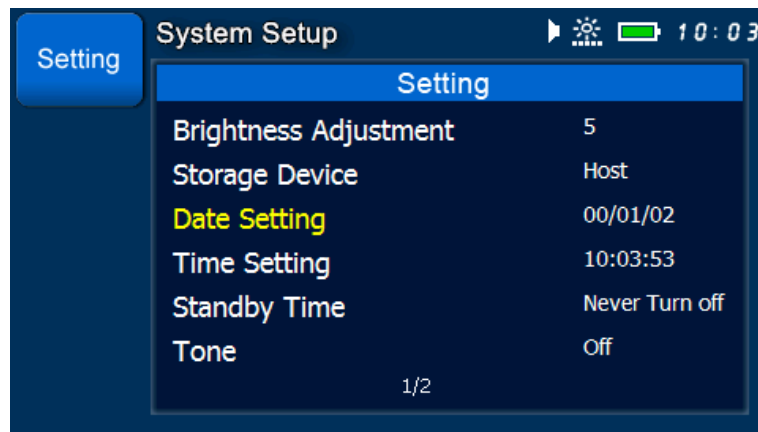 Setting
System Setup 10:03
Setting
Brightness Adjustment 5
Storage Device Host
Date Setting 00/01/02
Time Setting 10:03:53
Standby Time Never Turn off
Tone Off
1/2